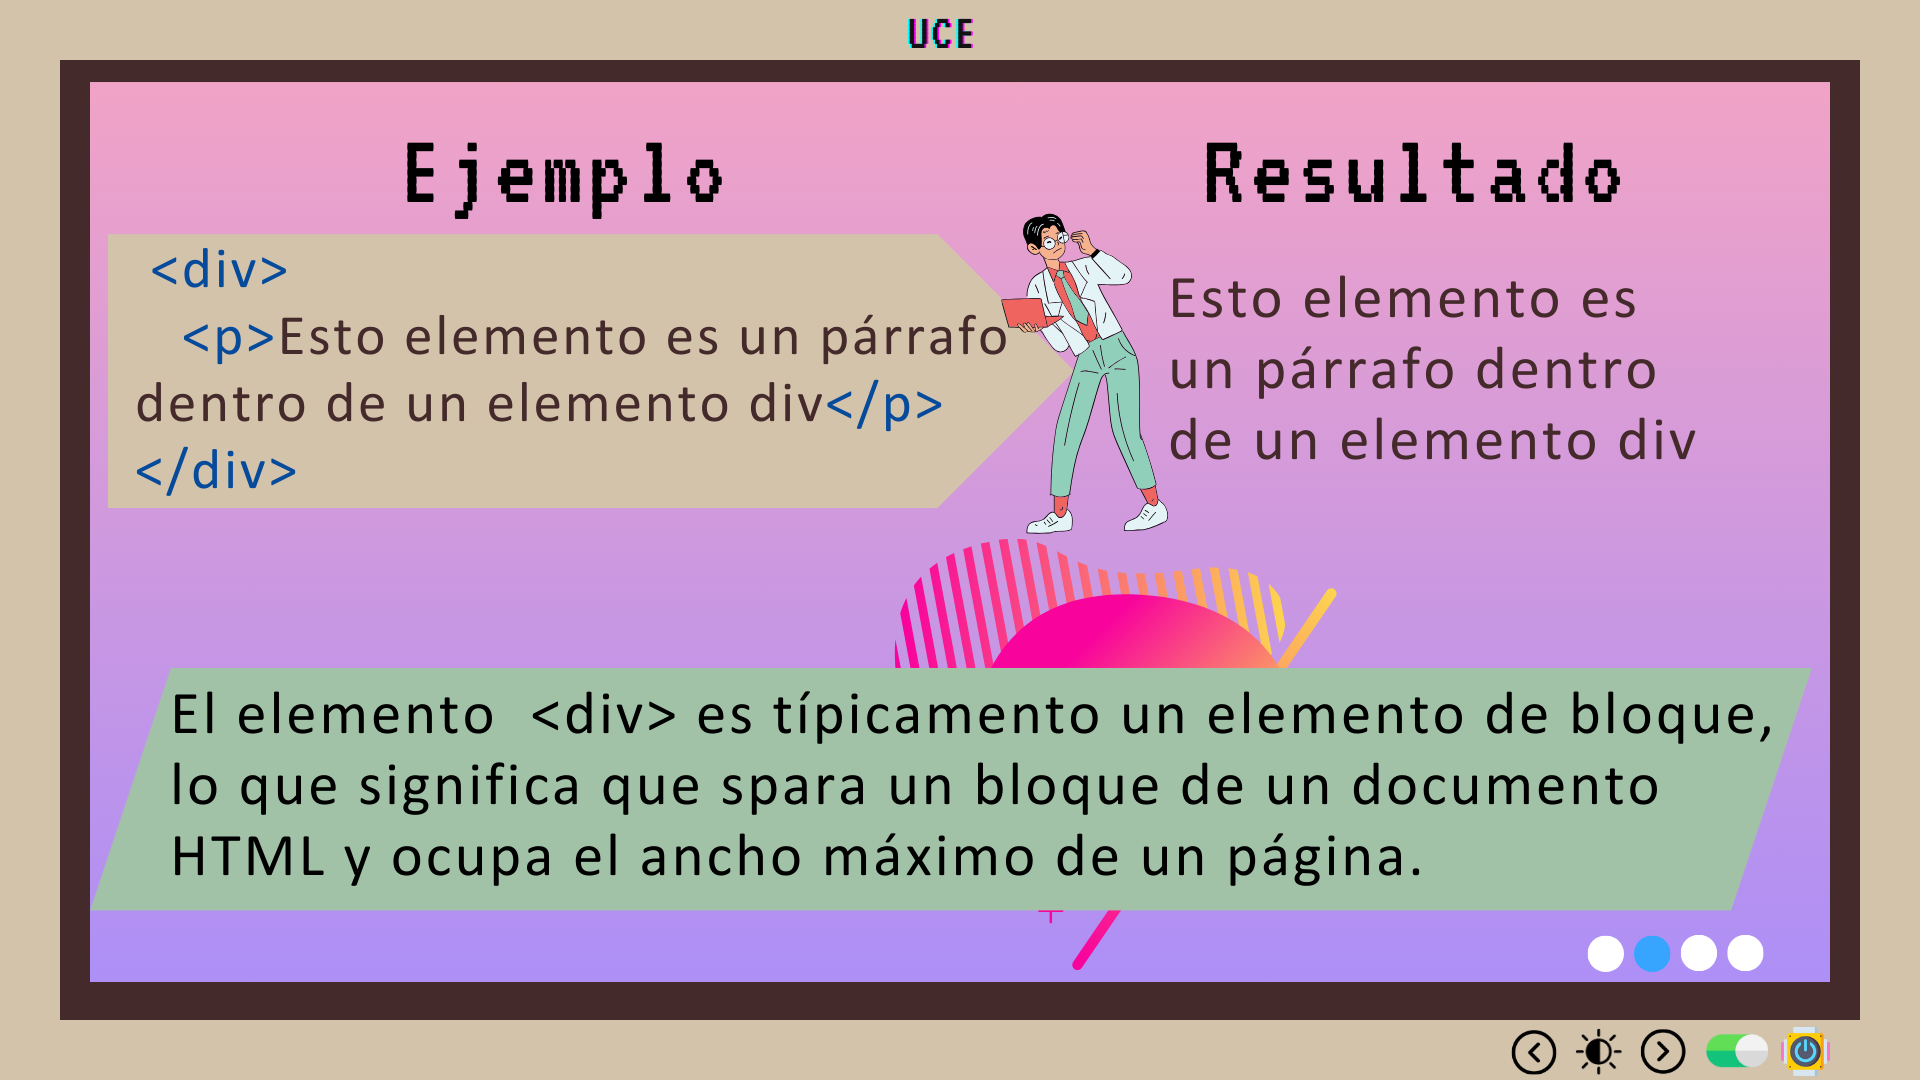 UCE
Ejemplo
<div>
<p>Esto elemento es un párrafo
dentro de un elemento div</p>
</div>
Resultado
Esto elemento es
un párrafo dentro
de un elemento div
El elemento <div> es típicamento un elemento de bloque,
lo que significa que spara un bloque de un documento
HTML y ocupa el ancho máximo de un página.